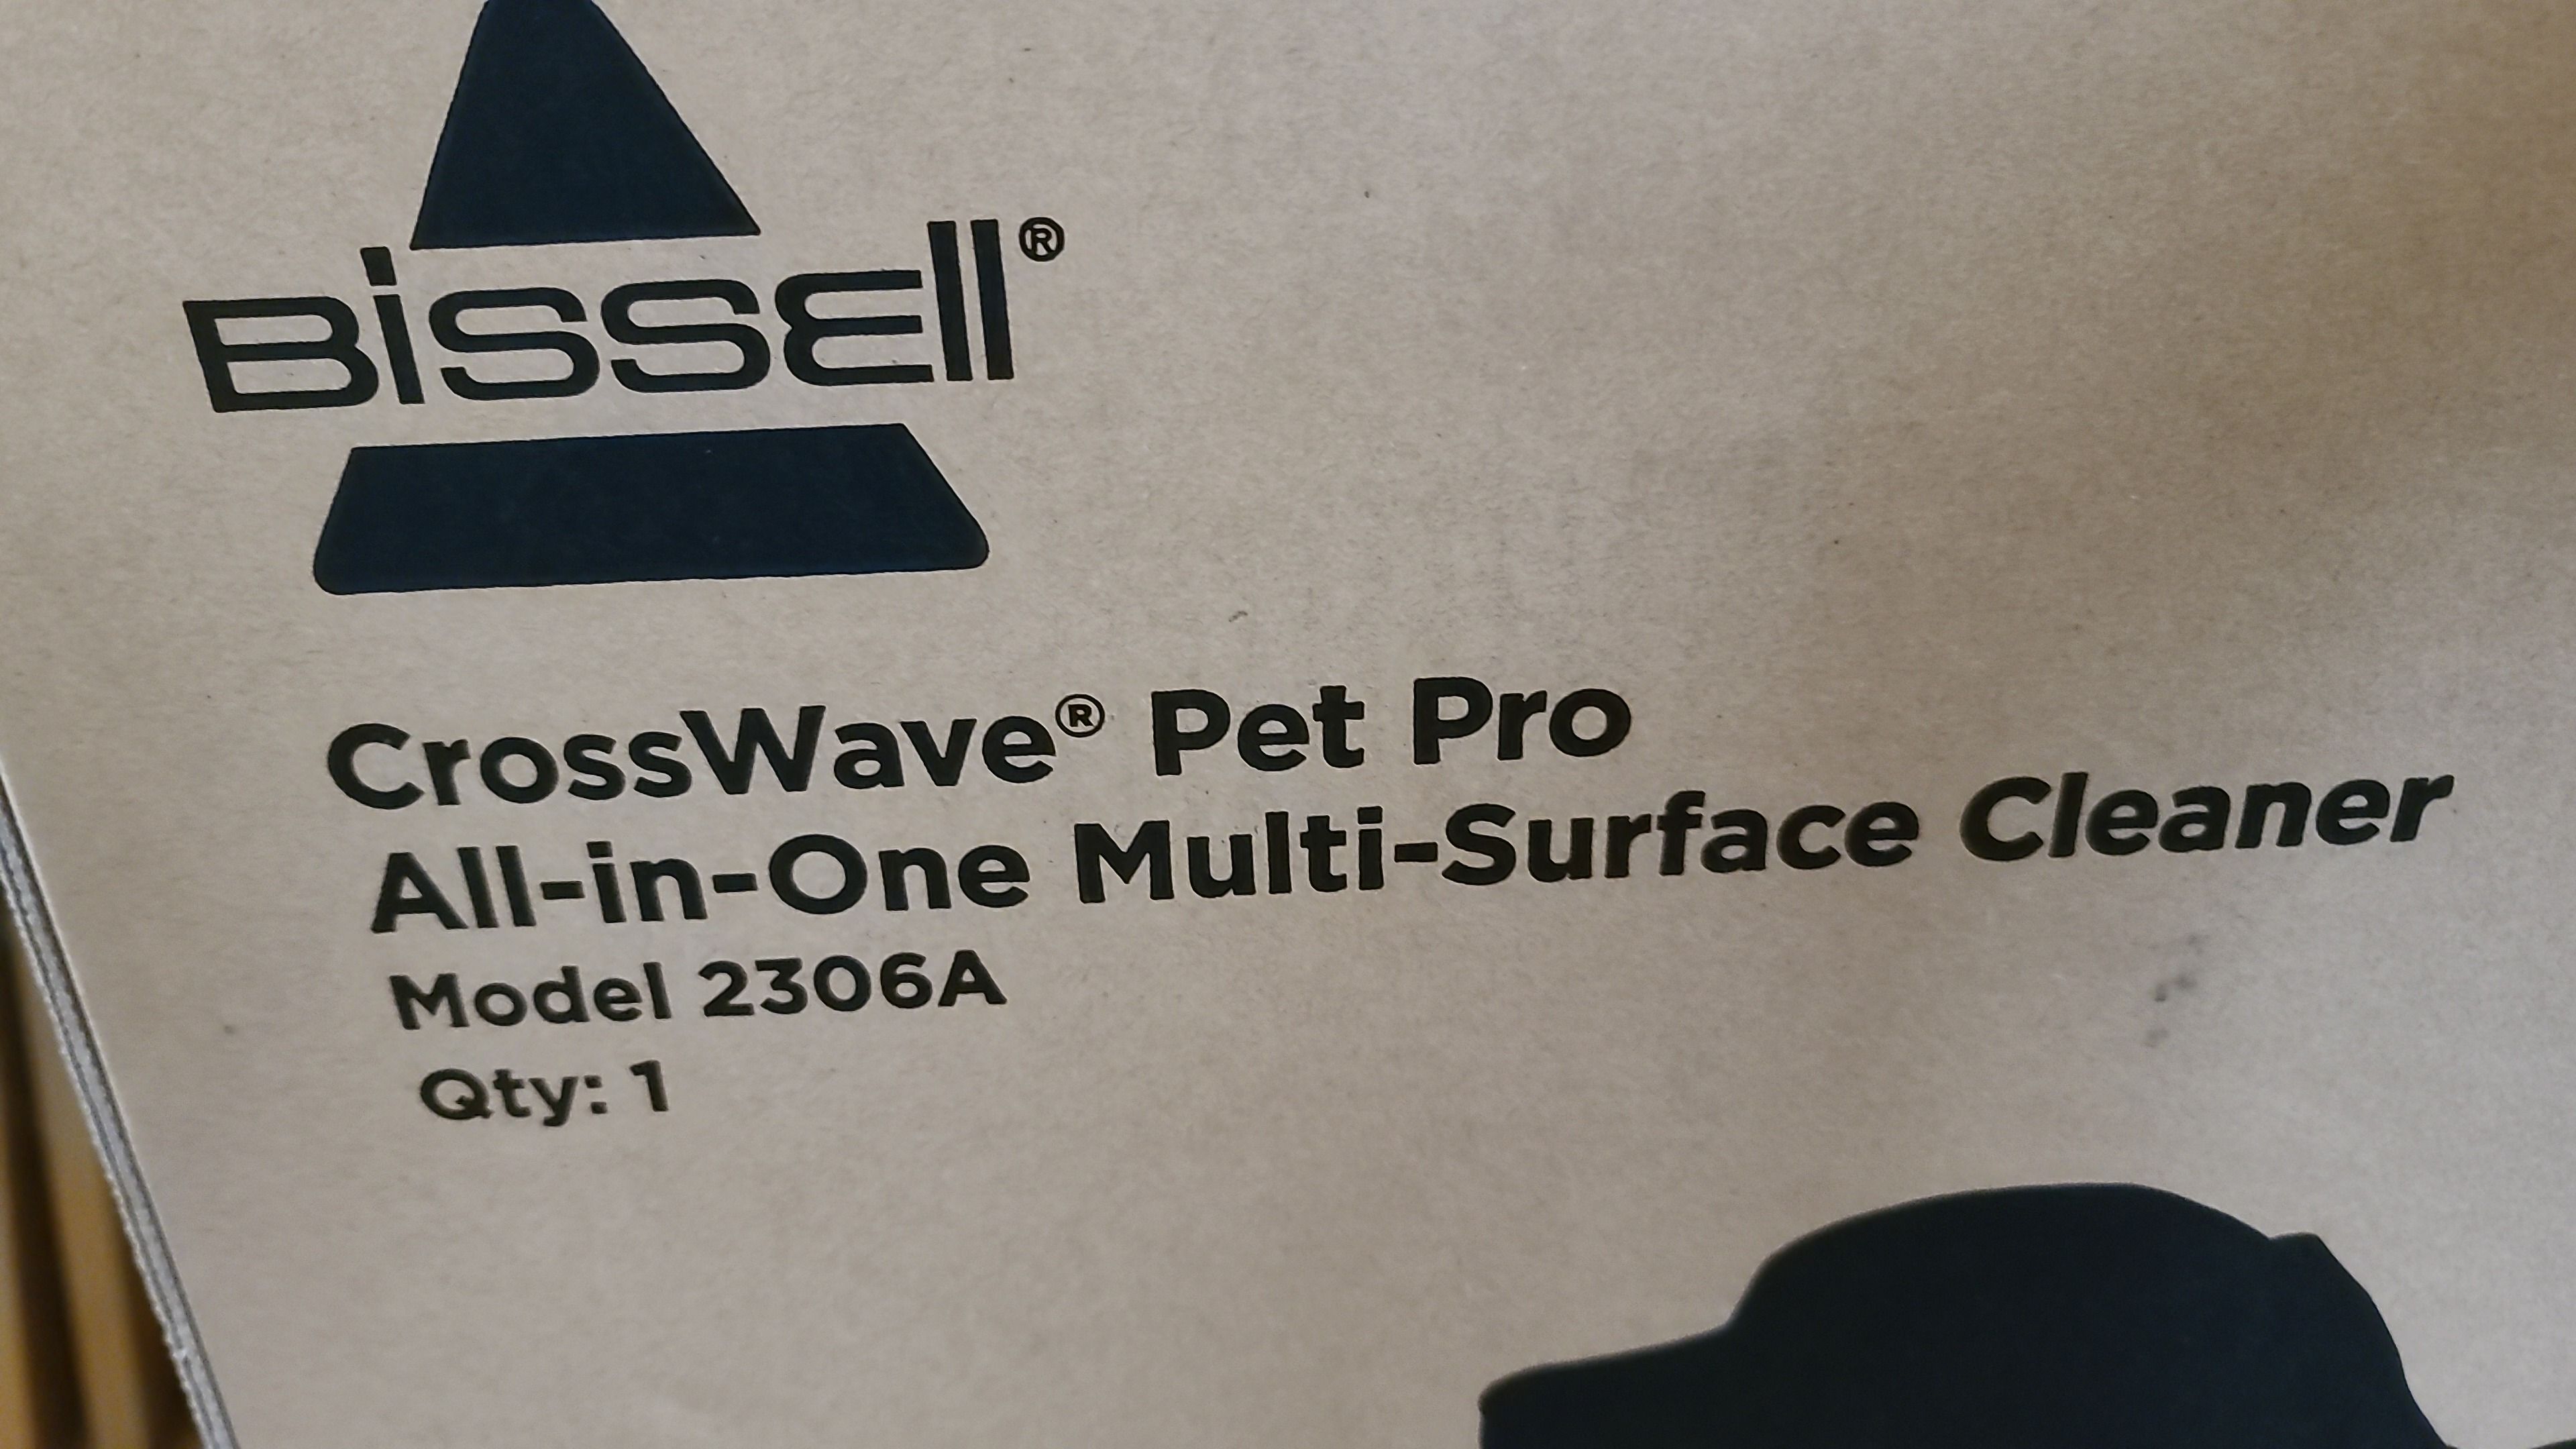 BiSSELL®
CrossWave® Pet Pro
All-in-One Multi-Surface Cleaner
Model 2306A
Qty: 1